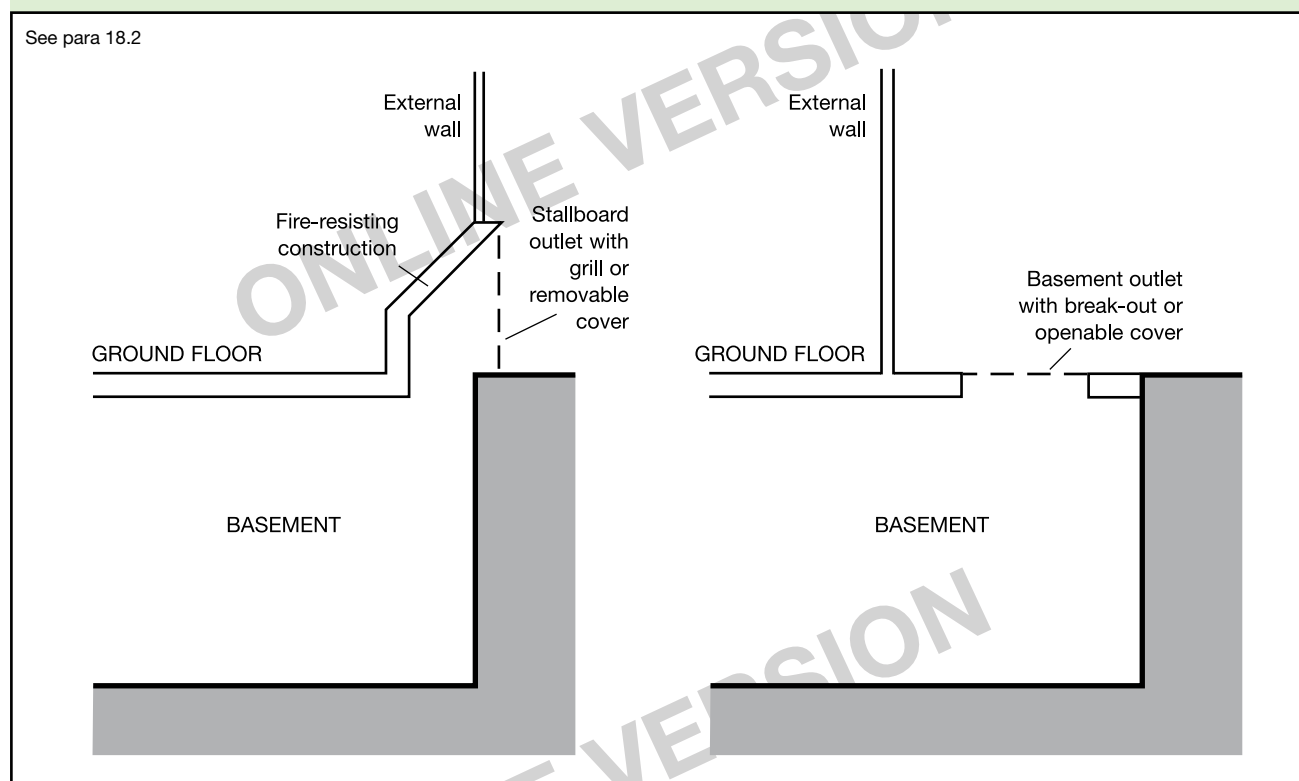 See para 18.2
External
wall
Fire-resisting
construction
Stallboard
outlet with
grill or
removable
cover
GROUND FLOOR
BASEMENT
External
wall
Basement outlet
with break-out or
openable cover
GROUND FLOOR
BASEMENT
ONLINE VERSION
ONLINE VERSION